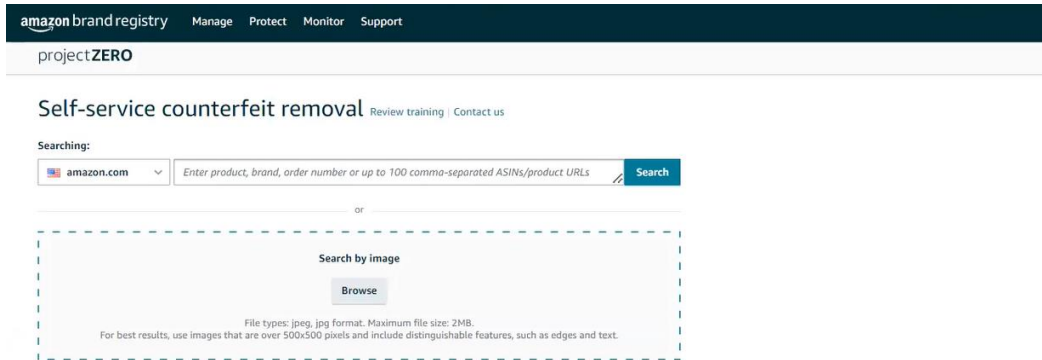 amazon brand registry Manage Protect Monitor Support
projectZERO
Self-service counterfeit removal Review training | Contact us
Searching:
amazon.com Enter product, brand, order number or up to 100 comma-separated ASINs/product URLs Search
or
Search by image
Browse
File types: jpeg, jpg format. Maximum file size: 2MB.
For best results, use images that are over 500x500 pixels and include distinguishable features, such as edges and text.